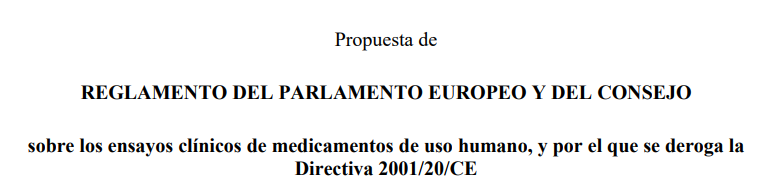 Propuesta de
REGLAMENTO DEL PARLAMENTO EUROPEO Y DEL CONSEJO
sobre los ensayos clínicos de medicamentos de uso humano, y por el que se deroga la
Directiva 2001/20/CE